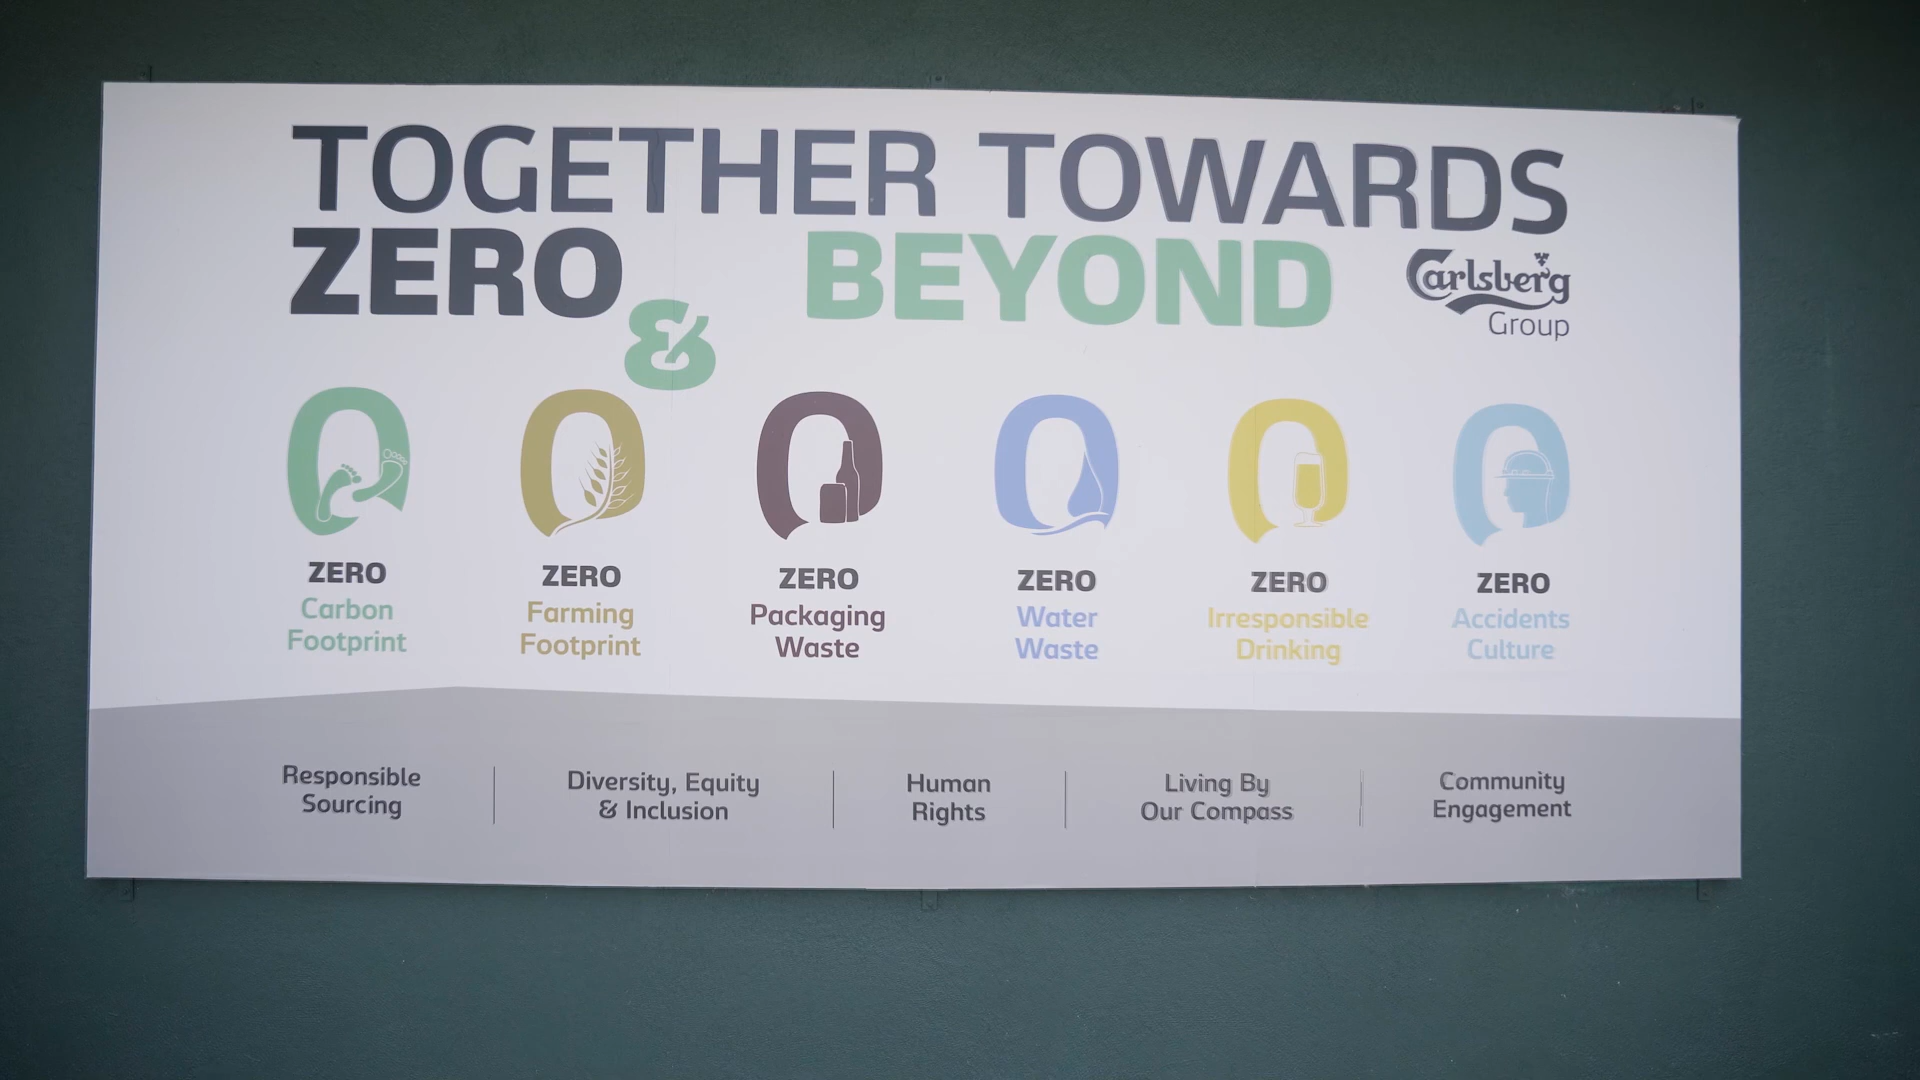 TOGETHER TOWARDS
ZERO & BEYOND
Carlsberg
Group
ZERO
Carbon
Footprint
ZERO
Farming
Footprint
ZERO
Packaging
Waste
ZERO
Water
Waste
ZERO
Irresponsible
Drinking
ZERO
Accidents
Culture
Responsible
Sourcing
Diversity, Equity
& Inclusion
Human
Rights
Living By
Our Compass
Community
Engagement